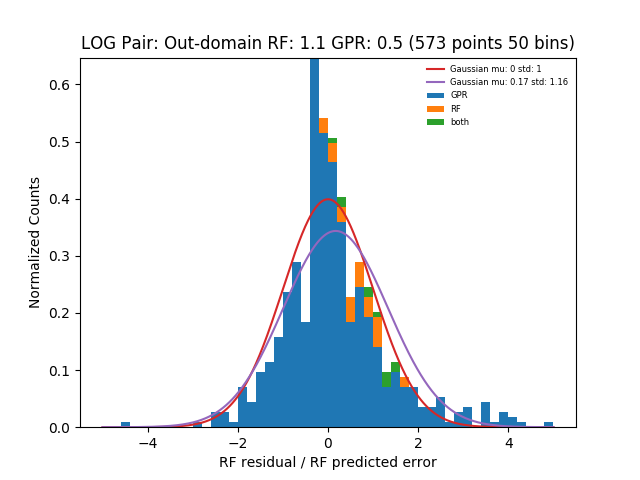 LOG Pair: Out-domain RF: 1.1 GPR: 0.5 (573 points 50 bins)
Gaussian mu: 0 std: 1
Gaussian mu: 0.17 std: 1.16
GPR
RF
both
Normalized Counts
0.6
0.5
0.4
0.3
0.2
0.1
0.0
−4 −2 0 2 4
RF residual / RF predicted error